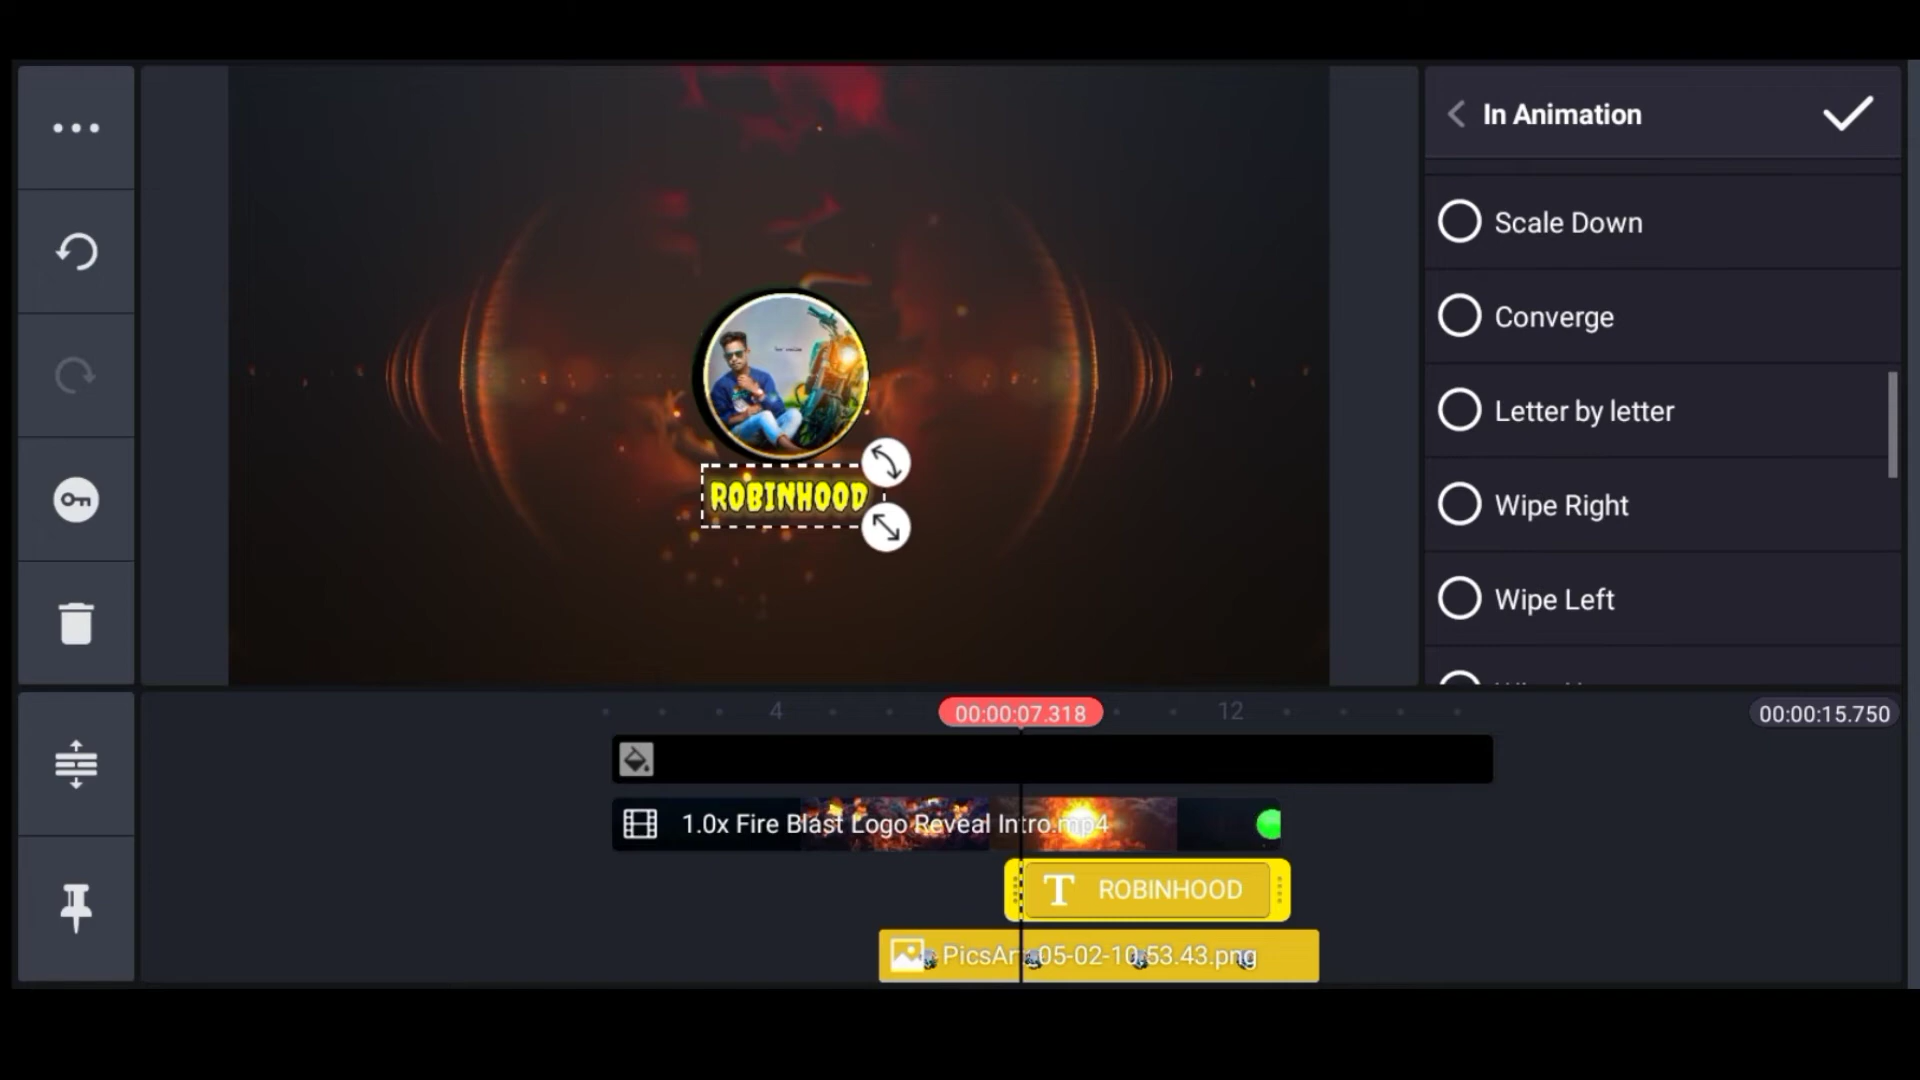 In Animation
Scale Down
Converge
Letter by letter
Wipe Right
Wipe Left
ROBINHOOD
4
00:00:07.318
12
00:00:15.750
1.0x Fire Blast Logo Reveal Intro.mp4
T ROBINHOOD
05-02-10.53.43.png